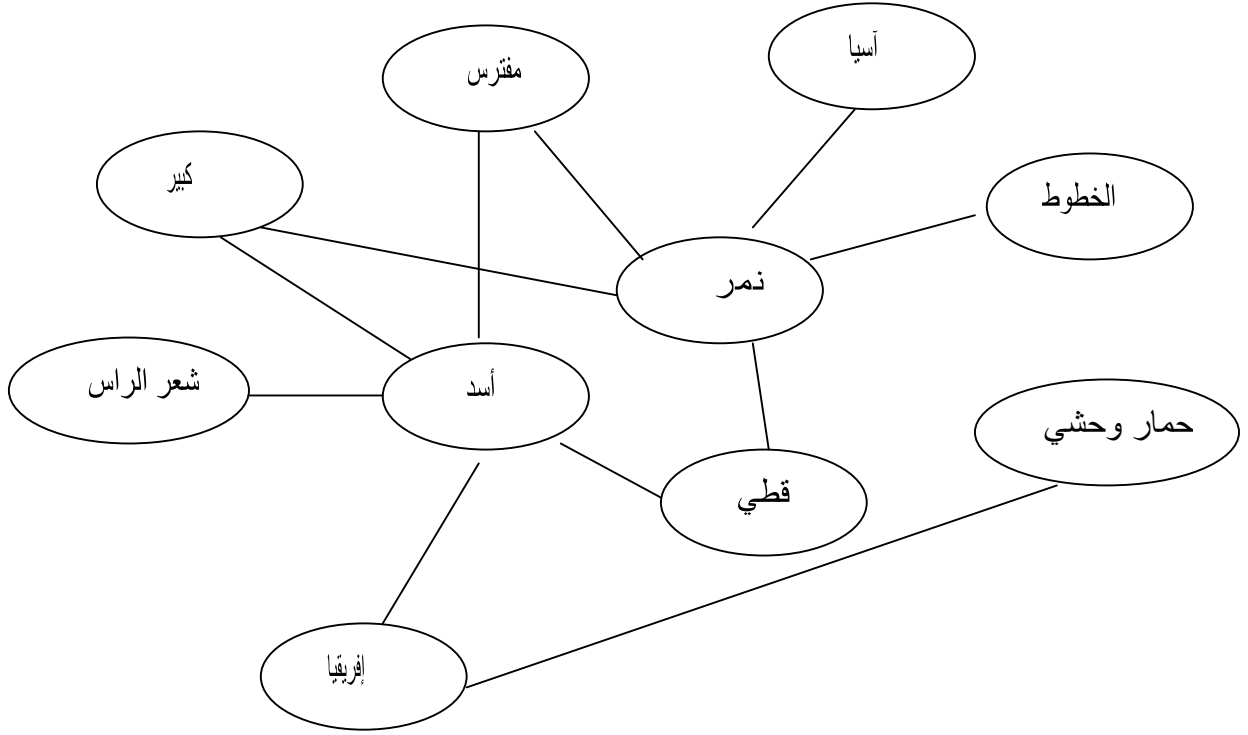 آسيا
مفترس
كبير
الخطوط
نمر
شعر الراس
أسد
حمار وحشي
قطي
إفريقيا